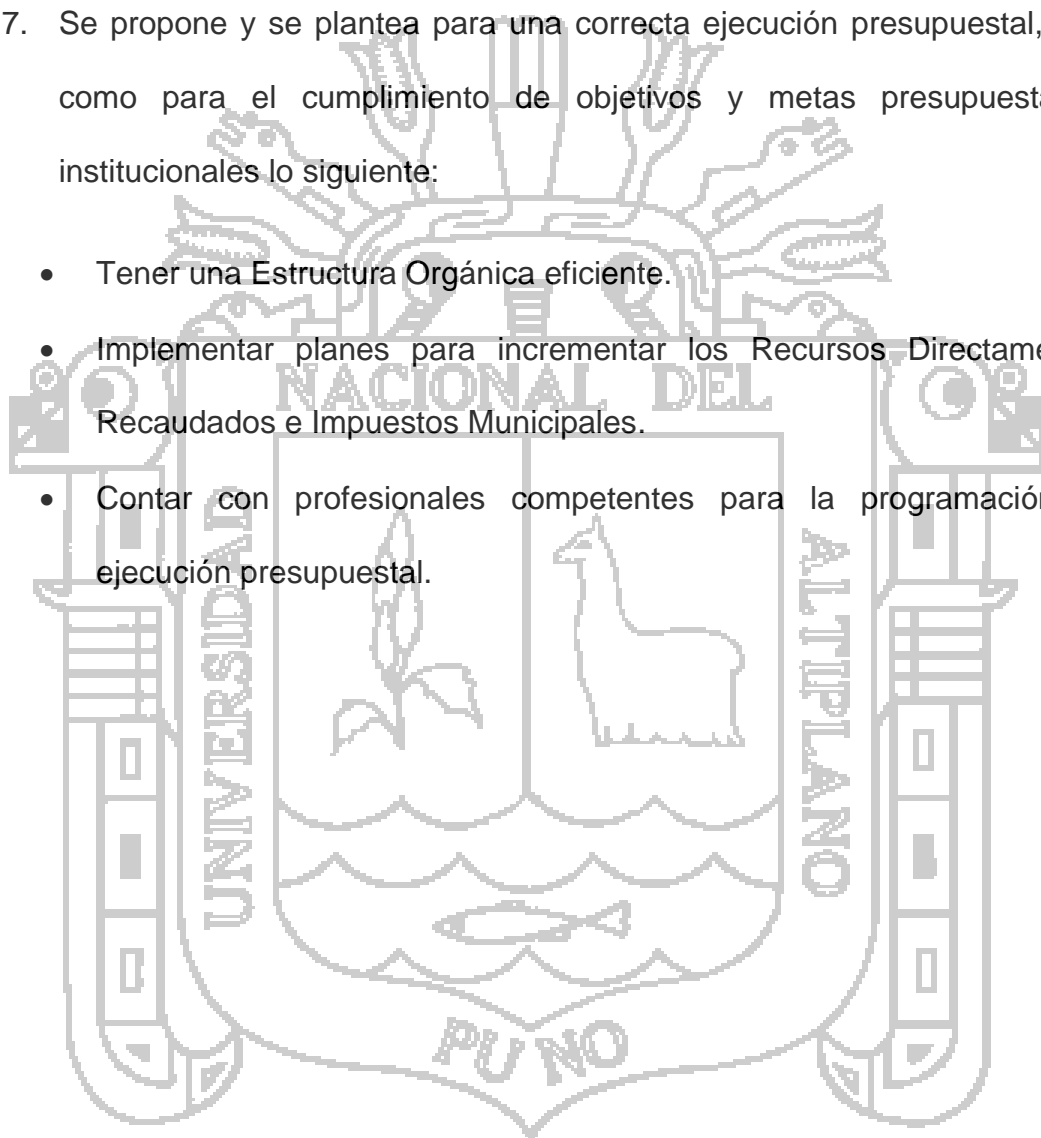 7. Se propone y se plantea para una correcta ejecución presupuestal,
como para el cumplimiento de objetivos y metas
institucionales lo siguiente:
• Tener una Estructura Orgánica eficiente.
• Implementar planes para incrementar los Recursos
Recaudados e Impuestos Municipales.
• Contar con profesionales competentes para la programación
ejecución presupuestal.
NACIONAL DEL
UNIVERSIDAD
ALTIPLANO
PUNO